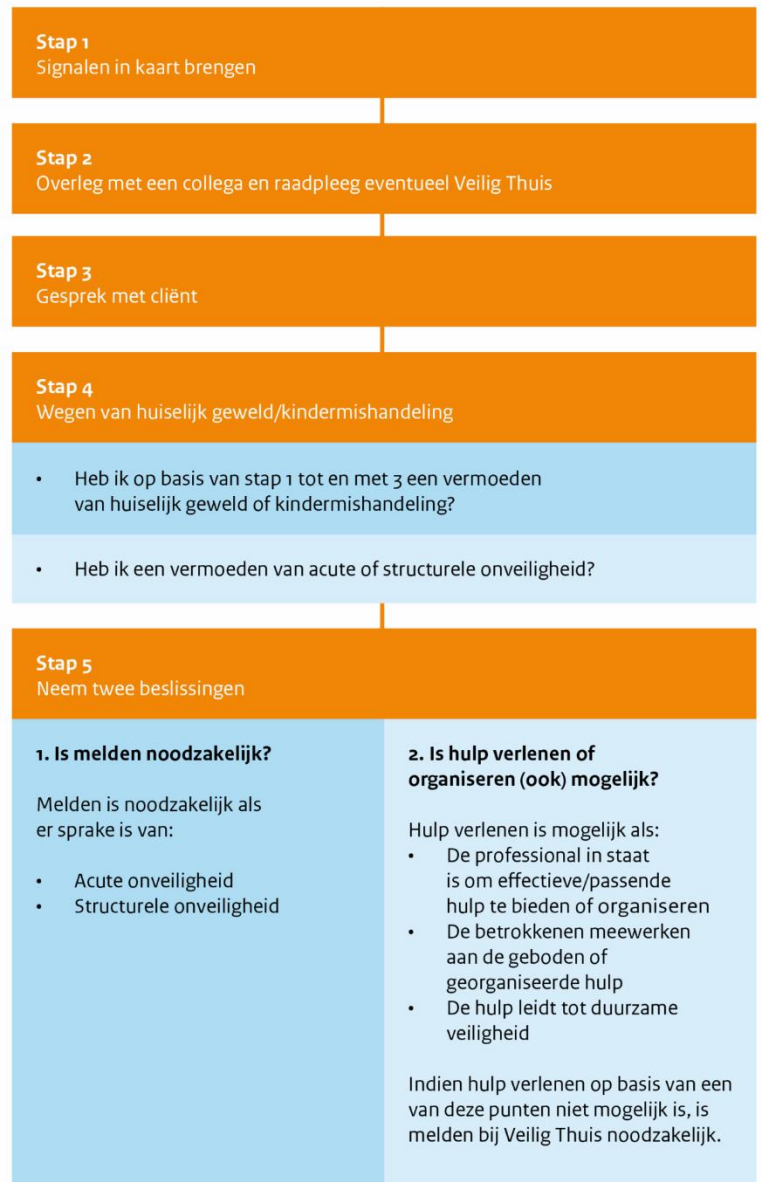 Stap 1
Signalen in kaart brengen
Stap 2
Overleg met een collega en raadpleeg eventueel Veilig Thuis
Stap 3
Gesprek met cliënt
Stap 4
Wegen van huiselijk geweld/kindermishandeling
• Heb ik op basis van stap 1 tot en met 3 een vermoeden
van huiselijk geweld of kindermishandeling?
• Heb ik een vermoeden van acute of structurele onveiligheid?
Stap 5
Neem twee beslissingen
1. Is melden noodzakelijk?
Melden is noodzakelijk als
er sprake is van:
• Acute onveiligheid
• Structurele onveiligheid
2. Is hulp verlenen of
organiseren (ook) mogelijk?
Hulp verlenen is mogelijk als:
• De professional in staat
is om effectieve/passende
hulp te bieden of organiseren
• De betrokkenen meewerken
aan de geboden of
georganiseerde hulp
• De hulp leidt tot duurzame
veiligheid
Indien hulp verlenen op basis van een
van deze punten niet mogelijk is, is
melden bij Veilig Thuis noodzakelijk.